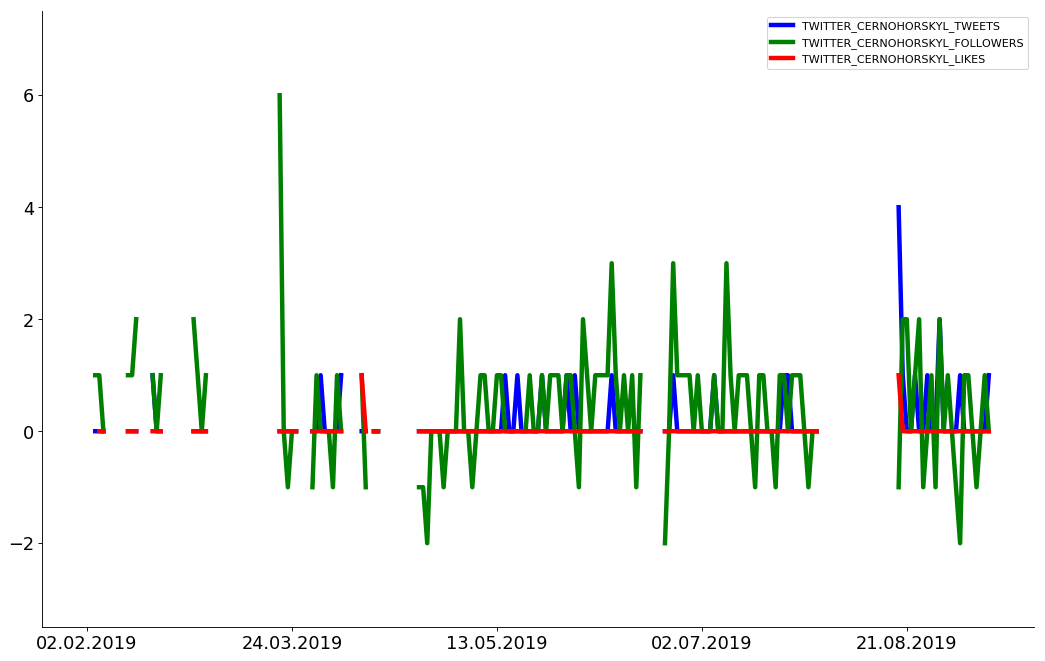 TWITTER_CERNOHORSKYL_TWEETS
TWITTER_CERNOHORSKYL_FOLLOWERS
TWITTER_CERNOHORSKYL_LIKES
6
4
2
0
−2
02.02.2019 24.03.2019 13.05.2019 02.07.2019 21.08.2019